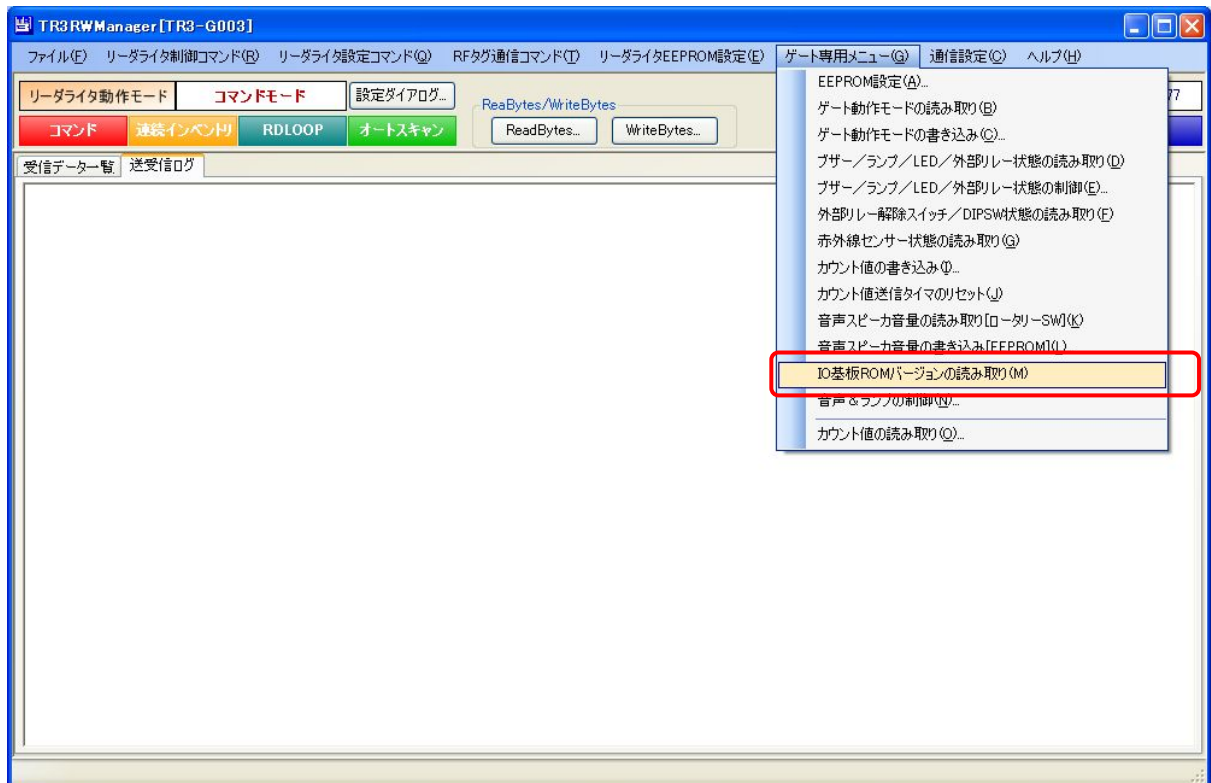 TR3RWManager[TR3-G003]
ファイル(F) リーダライタ制御コマンド(R) リーダライタ設定コマンド(Q) RFタグ通信コマンド(T) リーダライタEEPROM設定(E) ゲート専用メニュー(G) 通信設定(C) ヘルプ(H)
リーダライタ動作モード コマンドモード 設定ダイアログ...
ReaBytes/WriteBytes
コマンド 連続インベントリ RDLOOP オートスキャン ReadBytes... WriteBytes...
受信データ一覧 送受信ログ
EEPROM設定(A)...
ゲート動作モードの読み取り(B)
ゲート動作モードの書き込み(C)...
ブザー/ランプ/LED/外部リレー状態の読み取り(D)
ブザー/ランプ/LED/外部リレー状態の制御(E)...
外部リレー解除スイッチ/DIPSW状態の読み取り(F)
赤外線センサー状態の読み取り(G)
カウント値の書き込み(I)...
カウント値送信タイマのリセット(J)
音声スピーカ音量の読み取り[ロータリーSW](K)
音声スピーカ音量の書き込み[EEPROM](L)
IO基板ROMバージョンの読み取り(M)
音声&ランプの制御(N)...
カウント値の読み取り(O)...